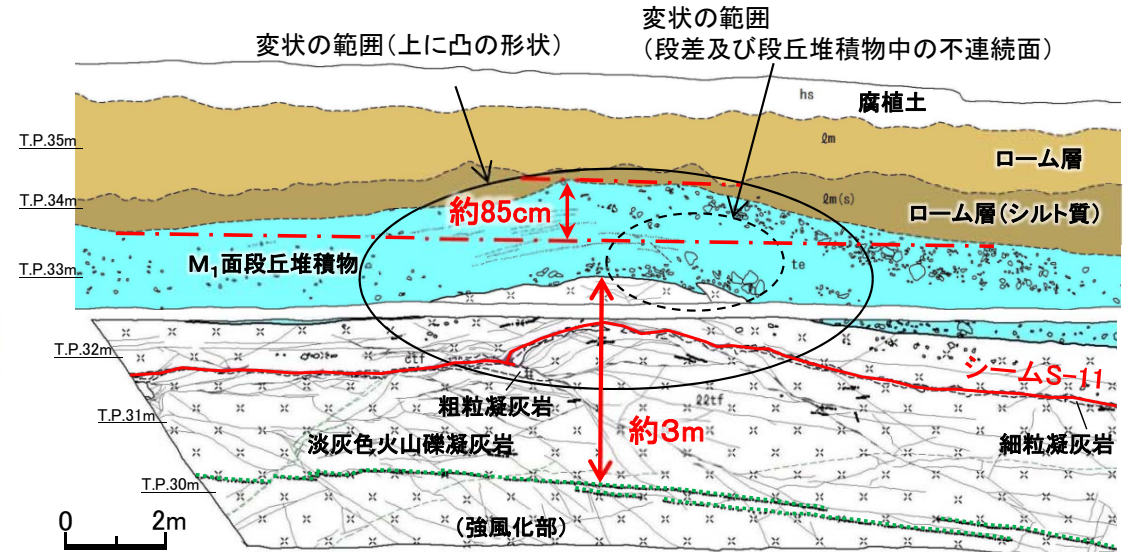 変状の範囲(上に凸の形状)
変状の範囲
(段差及び段丘堆積物中の不連続面)
hs
腐植土
T.P.35m
ℓm
ローム層
T.P.34m
約85cm
ℓm(s)
ローム層(シルト質)
M₁面段丘堆積物
te
T.P.33m
T.P.32m
ctf
シームS-11
粗粒凝灰岩
ℓℓtf
T.P.31m
淡灰色火山礫凝灰岩
約3m
細粒凝灰岩
T.P.30m
0 2m
(強風化部)